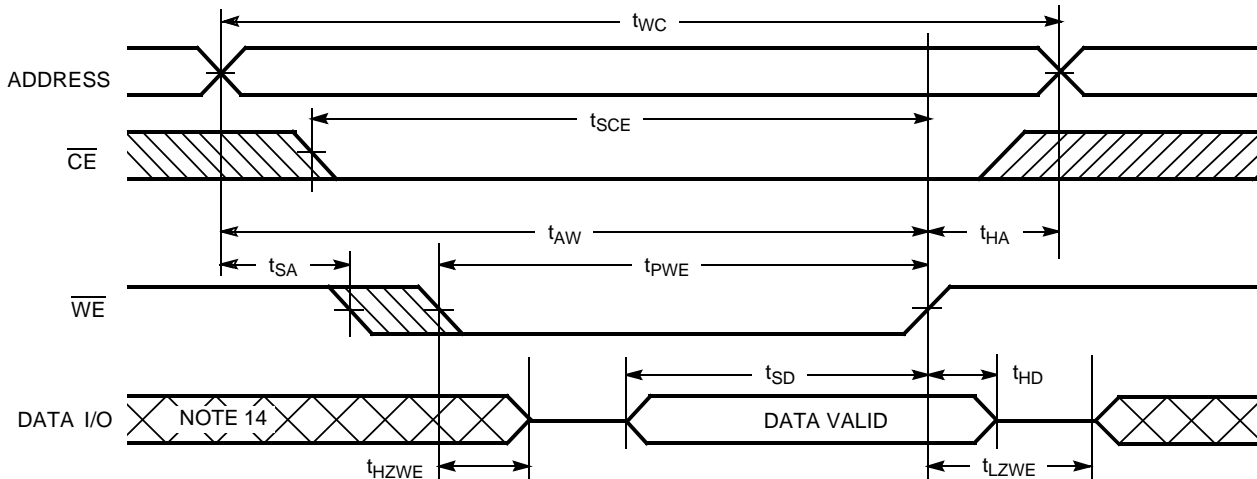 tWC
ADDRESS
tSCE
CE
tAW
tHA
tSA
tPWE
WE
tSD
tHD
DATA I/O
NOTE 14
DATA VALID
tHZWE
tLZWE